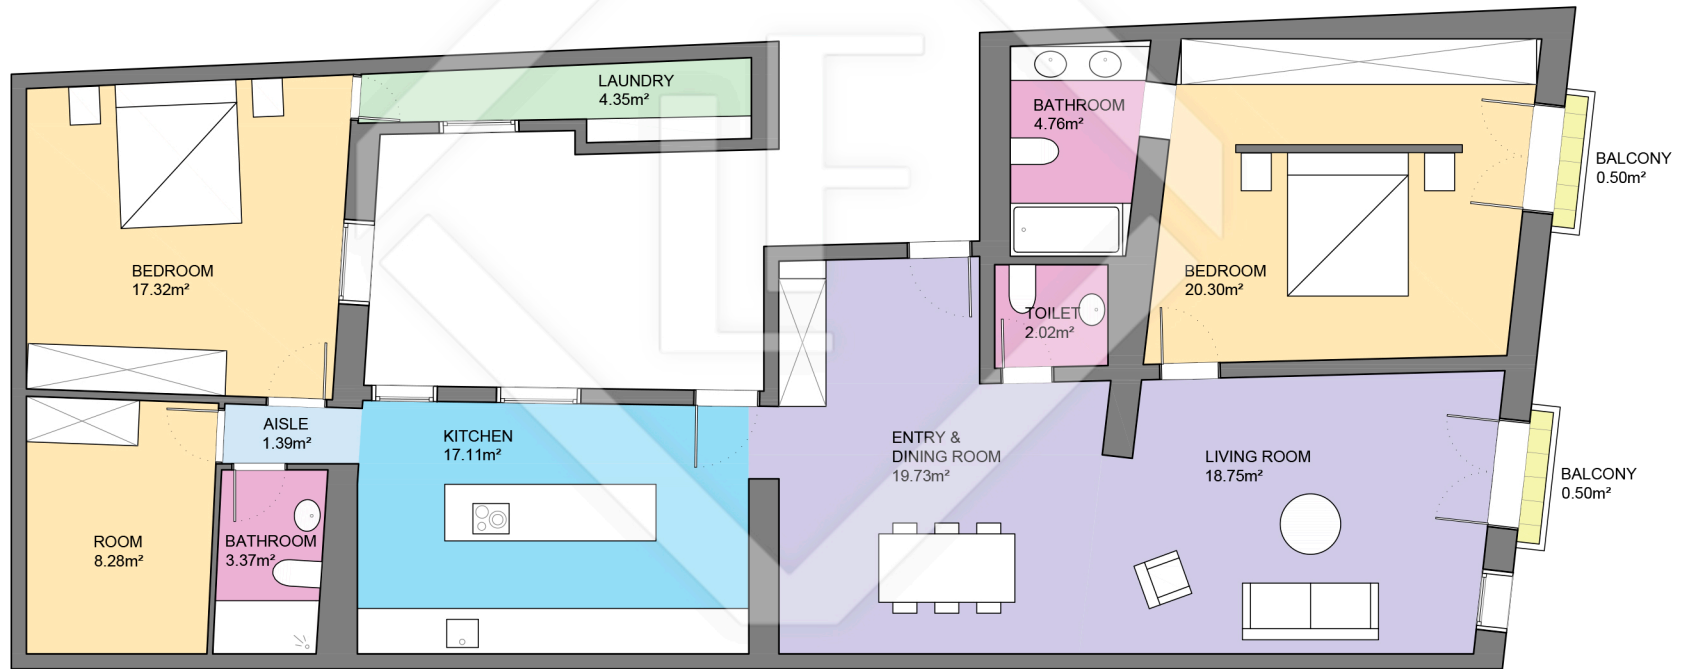 LAUNDRY
4.35m²
BATHROOM
4.76m²
BALCONY
0.50m²
BEDROOM
17.32m²
BEDROOM
20.30m²
TOILET
2.02m²
AISLE
1.39m²
KITCHEN
17.11m²
ENTRY &
DINING ROOM
19.73m²
LIVING ROOM
18.75m²
BALCONY
0.50m²
ROOM
8.28m²
BATHROOM
3.37m²